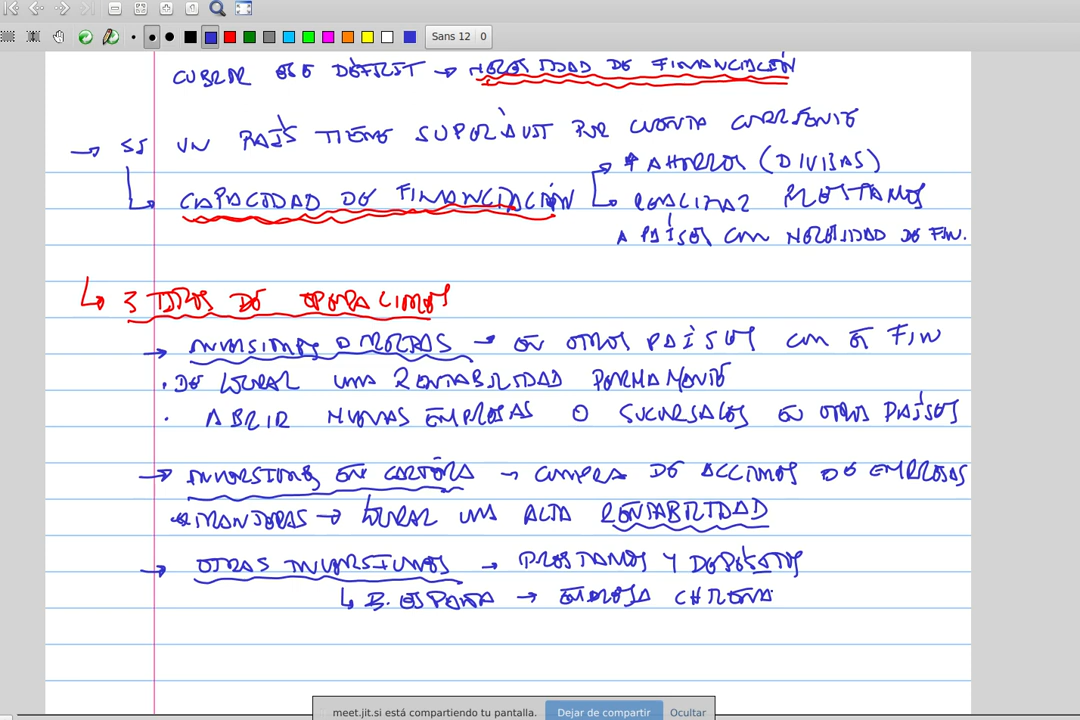 Sans 12 0
CUBRIR ESE DÉFICIT → NECESIDAD DE FINANCIACIÓN
→ SI UN PAÍS TIENE SUPERÁVIT POR CUENTA CORRIENTE
↑ AHORROS (DIVISAS)
CAPACIDAD DE FINANCIACIÓN
REALIZAR PRESTAMOS
A PAÍSES CON NECESIDAD DE FIN.
3 TIPOS DE OPERACIONES
→ INVERSIONES DIRECTAS → EN OTROS PAÍSES CON EL FIN
· DE LOGRAR UNA RENTABILIDAD PERMANENTE
· ABRIR NUEVAS EMPRESAS O SUCURSALES EN OTROS PAÍSES
→ INVERSIONES EN CARTERA → COMPRA DE ACCIONES DE EMPRESAS
EXTRANJERAS → LOGRAR UNA ALTA RENTABILIDAD
→ OTRAS INVERSIONES → PRESTAMOS Y DEPÓSITOS
B. ESPAÑA → EMPRESA CHILENA
meet.jit.si está compartiendo tu pantalla. Dejar de compartir Ocultar